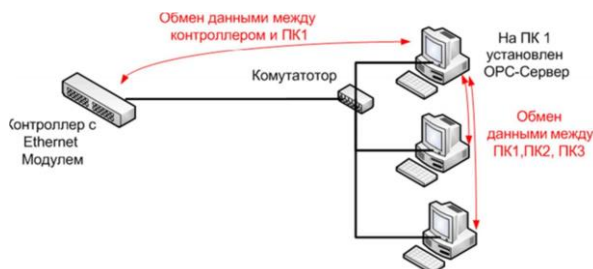 Обмен данными между
контроллером и ПК1
На ПК 1
установлен
OPC-Сервер
Комутатотор
Контроллер с
Ethernet
Модулем
Обмен
данными между
ПК1,ПК2, ПК3